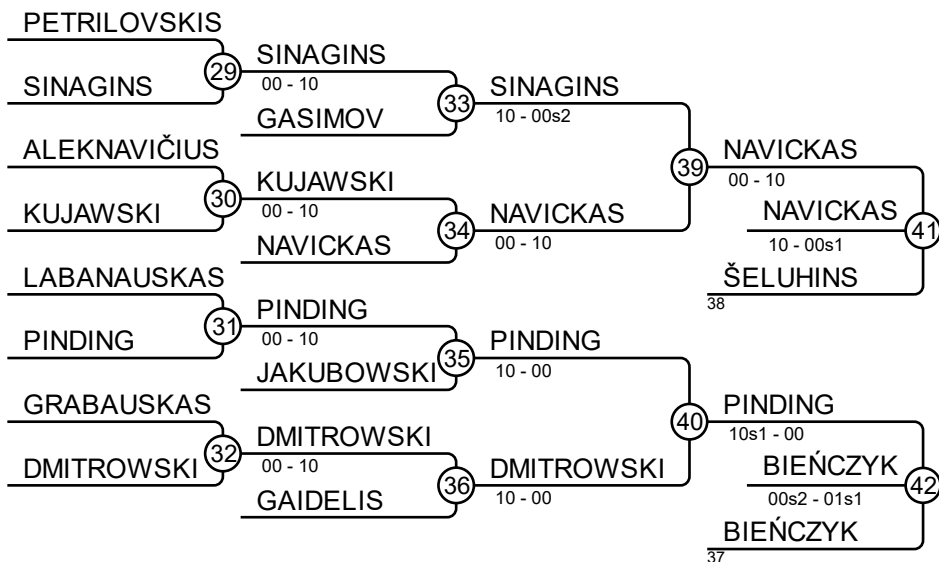 PETRILOVSKIS
29
SINAGINS
SINAGINS
00 - 10
GASIMOV
33
SINAGINS
10 - 00s2
ALEKNAVIČIUS
30
KUJAWSKI
KUJAWSKI
00 - 10
NAVICKAS
34
NAVICKAS
00 - 10
39
NAVICKAS
00 - 10
NAVICKAS
10 - 00s1
41
ŠELUHINS
38
LABANAUSKAS
31
PINDING
PINDING
00 - 10
JAKUBOWSKI
35
PINDING
10 - 00
GRABAUSKAS
32
DMITROWSKI
DMITROWSKI
00 - 10
GAIDELIS
36
DMITROWSKI
10 - 00
40
PINDING
10s1 - 00
BIEŃCZYK
00s2 - 01s1
42
BIEŃCZYK
37